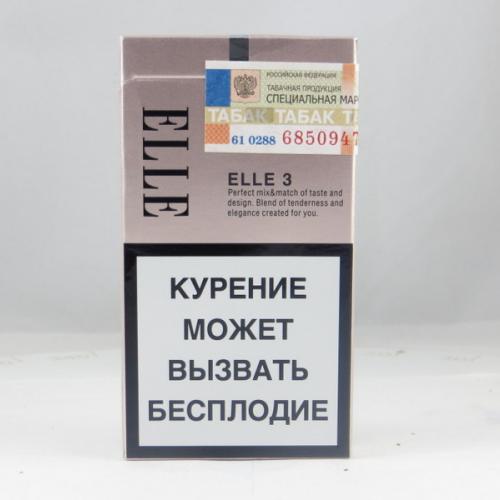 РОССИЙСКАЯ ФЕДЕРАЦИЯ
ТАБАЧНАЯ ПРОДУКЦИЯ
СПЕЦИАЛЬНАЯ МАР
ТАБАК ТАБАК Т
61 0288 6850947
ELLE
ELLE 3
Perfect mix&match of taste and
design. Blend of tenderness and
elegance created for you.
КУРЕНИЕ
МОЖЕТ
ВЫЗВАТЬ
БЕСПЛОДИЕ